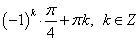 (−1)^k · π/4 + πk, k ∈ Z